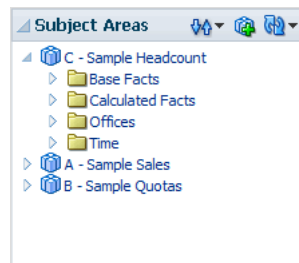 Subject Areas
C - Sample Headcount
Base Facts
Calculated Facts
Offices
Time
A - Sample Sales
B - Sample Quotas